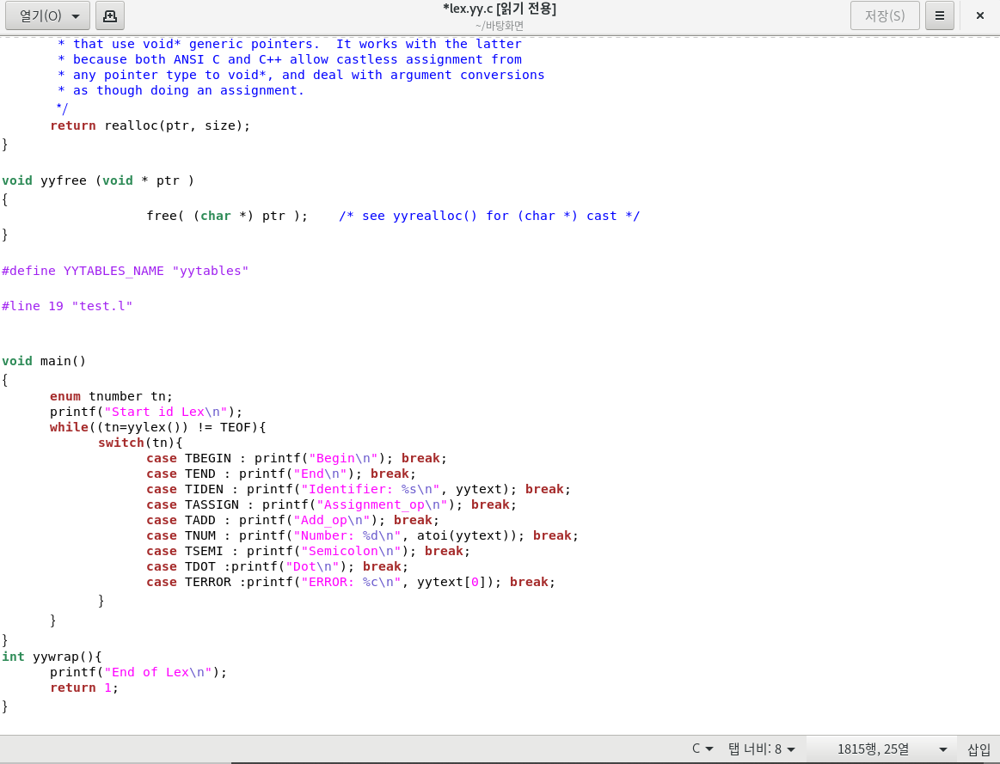 열기(O)
*lex.yy.c [읽기 전용]
~/바탕화면
저장(S)
* that use void* generic pointers.  It works with the latter
* because both ANSI C and C++ allow castless assignment from
* any pointer type to void*, and deal with argument conversions
* as though doing an assignment.
*/
return realloc(ptr, size);
}
void yyfree (void * ptr )
{
free( (char *) ptr );    /* see yyrealloc() for (char *) cast */
}
#define YYTABLES_NAME "yytables"
#line 19 "test.l"
void main()
{
enum tnumber tn;
printf("Start id Lex\n");
while((tn=yylex()) != TEOF){
switch(tn){
case TBEGIN : printf("Begin\n"); break;
case TEND : printf("End\n"); break;
case TIDEN : printf("Identifier: %s\n", yytext); break;
case TASSIGN : printf("Assignment_op\n"); break;
case TADD : printf("Add_op\n"); break;
case TNUM : printf("Number: %d\n", atoi(yytext)); break;
case TSEMI : printf("Semicolon\n"); break;
case TDOT :printf("Dot\n"); break;
case TERROR :printf("ERROR: %c\n", yytext[0]); break;
}
}
}
int yywrap(){
printf("End of Lex\n");
return 1;
}
C
탭 너비: 8
1815행, 25열
삽입